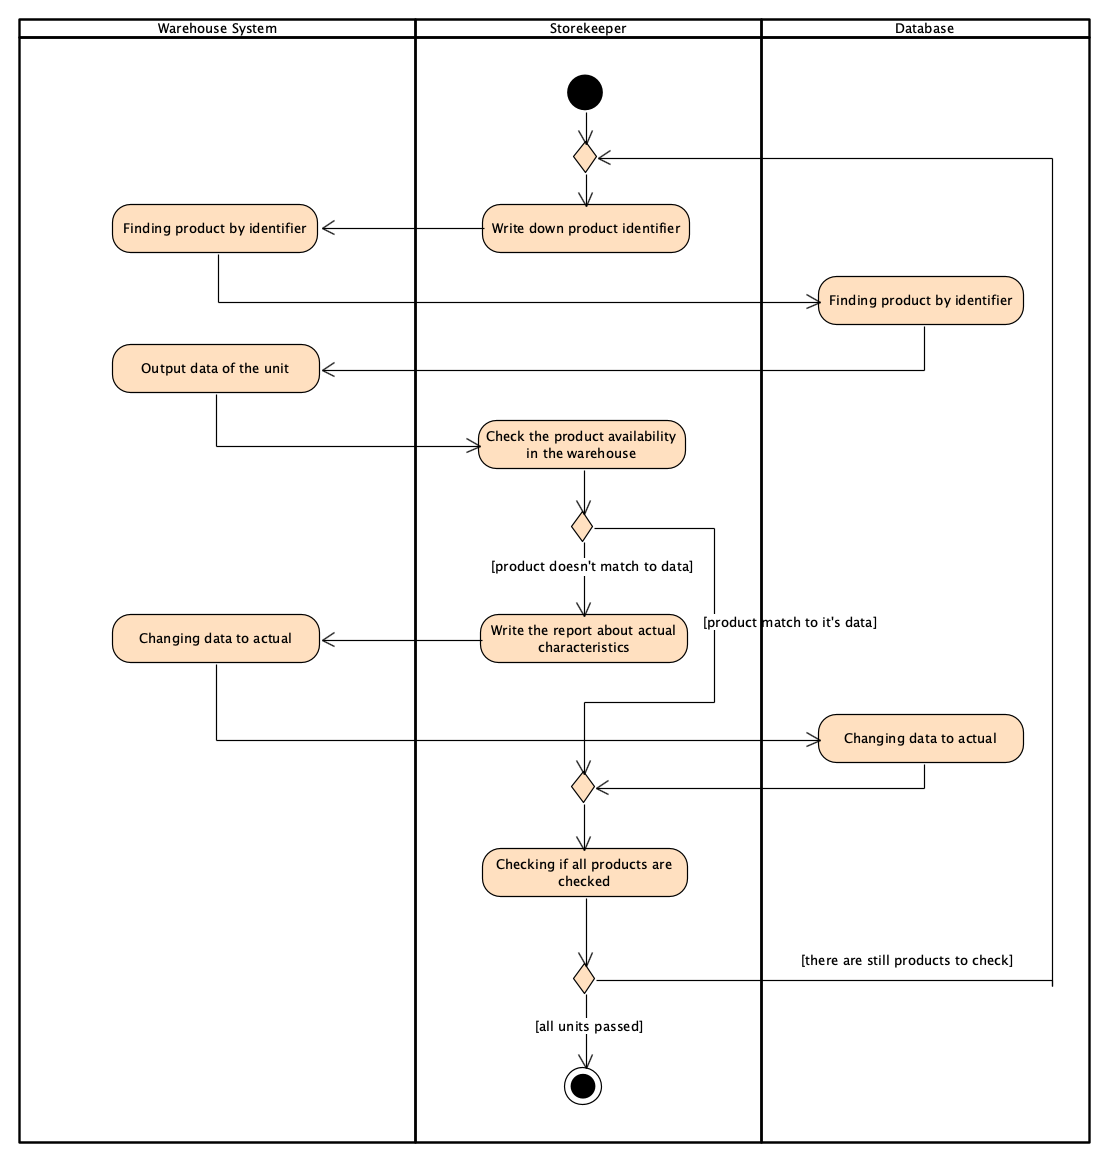 Warehouse System
Storekeeper
Database
Finding product by identifier
Write down product identifier
Finding product by identifier
Output data of the unit
Check the product availability
in the warehouse
[product doesn't match to data]
[product match to it's data]
Changing data to actual
Write the report about actual
characteristics
Changing data to actual
Checking if all products are
checked
[there are still products to check]
[all units passed]